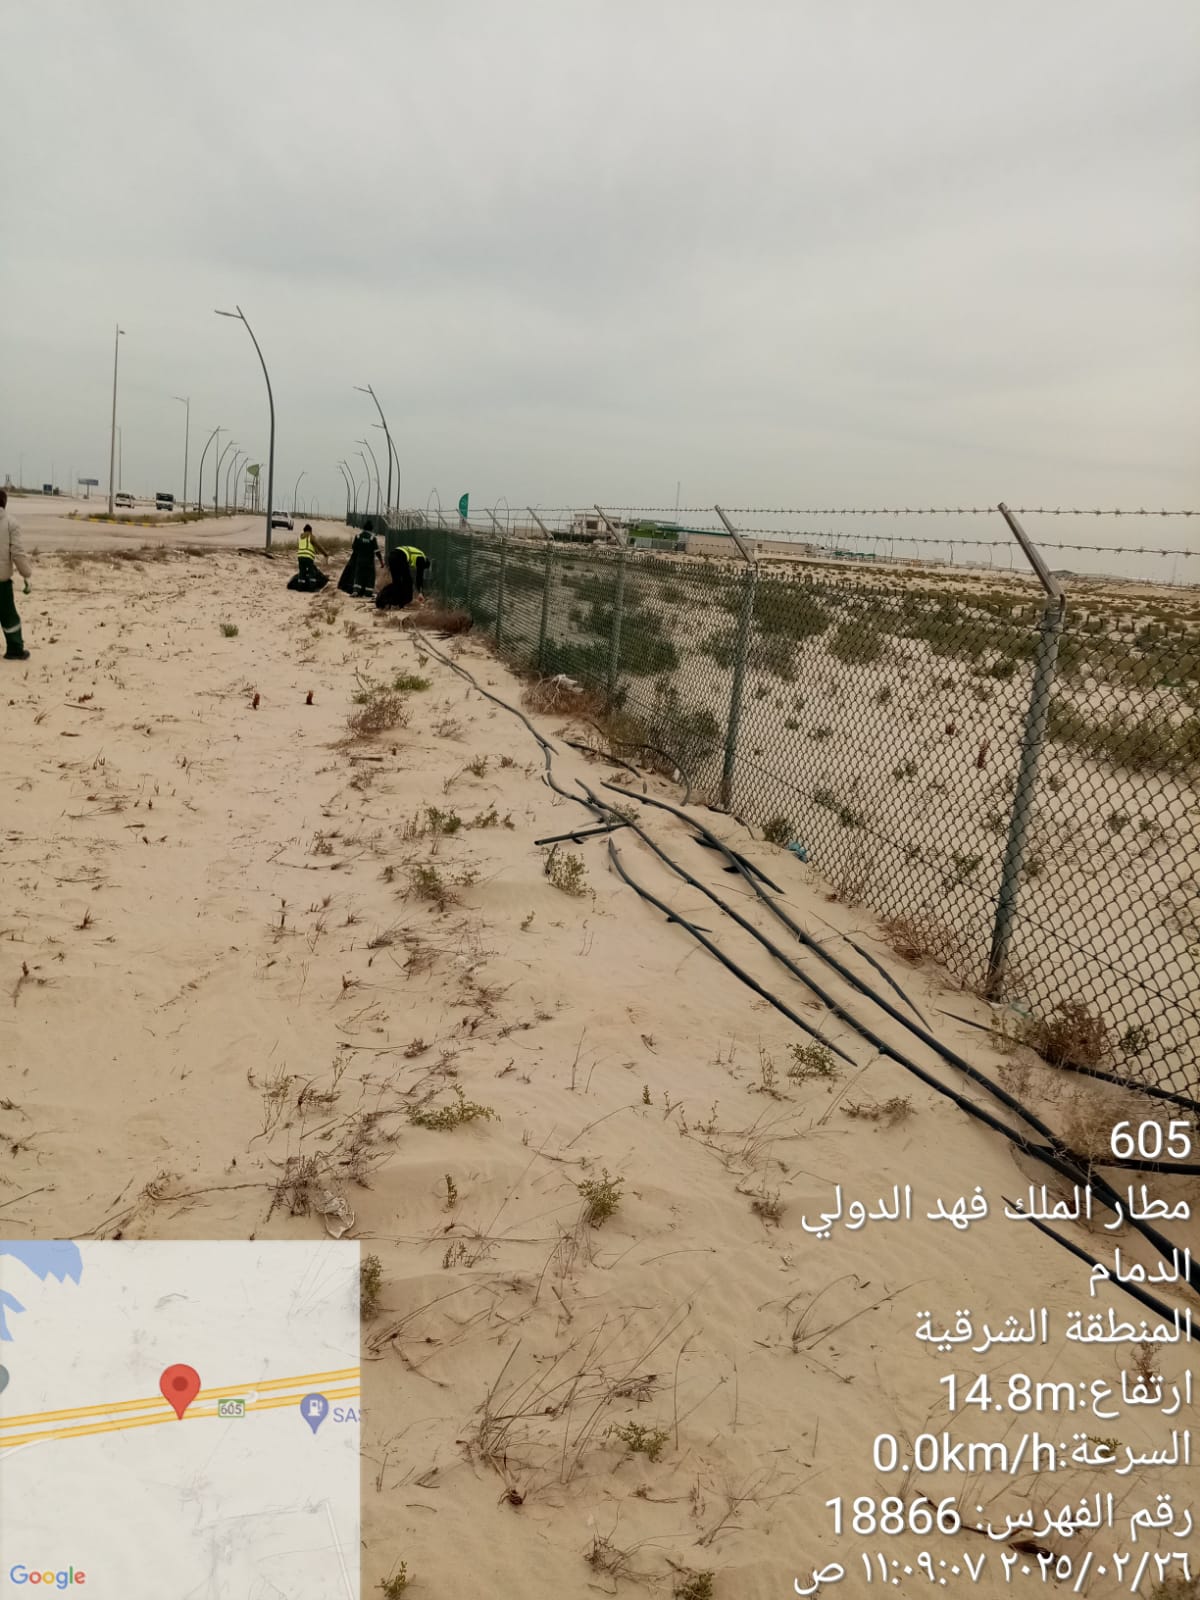 605
مطار الملك فهد الدولي
الدمام
المنطقة الشرقية
ارتفاع:14.8m
السرعة:0.0km/h
رقم الفهرس: 18866
٢٠٢٥/٠٢/٢٦ ١١:٠٩:٠٧ ص
605
SAS
Google